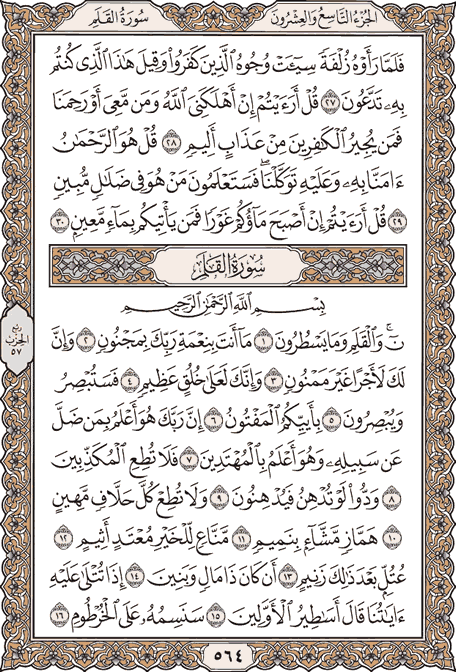 الجزء التاسع والعشرون
سورة القلم
فَلَمَّا رَأَوْهُ زُلْفَةً سِيٓـَٔتْ وُجُوهُ ٱلَّذِينَ كَفَرُوا۟ وَقِيلَ هَٰذَا ٱلَّذِى كُنتُم
بِهِۦ تَدَّعُونَ ٢٧ قُلْ أَرَءَيْتُمْ إِنْ أَهْلَكَنِىَ ٱللَّهُ وَمَن مَّعِىَ أَوْ رَحِمَنَا
فَمَن يُجِيرُ ٱلْكَٰفِرِينَ مِنْ عَذَابٍ أَلِيمٍ ٢٨ قُلْ هُوَ ٱلرَّحْمَٰنُ
ءَامَنَّا بِهِۦ وَعَلَيْهِ تَوَكَّلْنَا ۖ فَسَتَعْلَمُونَ مَنْ هُوَ فِى ضَلَٰلٍ مُّبِينٍ
٢٩ قُلْ أَرَءَيْتُمْ إِنْ أَصْبَحَ مَآؤُكُمْ غَوْرًا فَمَن يَأْتِيكُم بِمَآءٍ مَّعِينٍۭ ٣٠
سُورَةُ القَلَمِ
بِسْمِ ٱللَّهِ ٱلرَّحْمَٰنِ ٱلرَّحِيمِ
نٓ ۚ وَٱلْقَلَمِ وَمَا يَسْطُرُونَ ١ مَآ أَنتَ بِنِعْمَةِ رَبِّكَ بِمَجْنُونٍ ٢ وَإِنَّ
لَكَ لَأَجْرًا غَيْرَ مَمْنُونٍ ٣ وَإِنَّكَ لَعَلَىٰ خُلُقٍ عَظِيمٍ ٤ فَسَتُبْصِرُ
وَيُبْصِرُونَ ٥ بِأَييِّكُمُ ٱلْمَفْتُونُ ٦ إِنَّ رَبَّكَ هُوَ أَعْلَمُ بِمَن ضَلَّ
عَن سَبِيلِهِۦ وَهُوَ أَعْلَمُ بِٱلْمُهْتَدِينَ ٧ فَلَا تُطِعِ ٱلْمُكَذِّبِينَ
٨ وَدُّوا۟ لَوْ تُدْهِنُ فَيُدْهِنُونَ ٩ وَلَا تُطِعْ كُلَّ حَلَّافٍ مَّهِينٍ
١٠ هَمَّازٍ مَّشَّآءٍۭ بِنَمِيمٍ ١١ مَّنَّاعٍ لِّلْخَيْرِ مُعْتَدٍ أَثِيمٍ ١٢
عُتُلٍّۭ بَعْدَ ذَٰلِكَ زَنِيمٍ ١٣ أَن كَانَ ذَا مَالٍ وَبَنِينَ ١٤ إِذَا تُتْلَىٰ عَلَيْهِ
ءَايَٰتُنَا قَالَ أَسَٰطِيرُ ٱلْأَوَّلِينَ ١٥ سَنَسِمُهُۥ عَلَى ٱلْخُرْطُومِ ١٦
ربع
الحزب
٥٧
٥٦٤